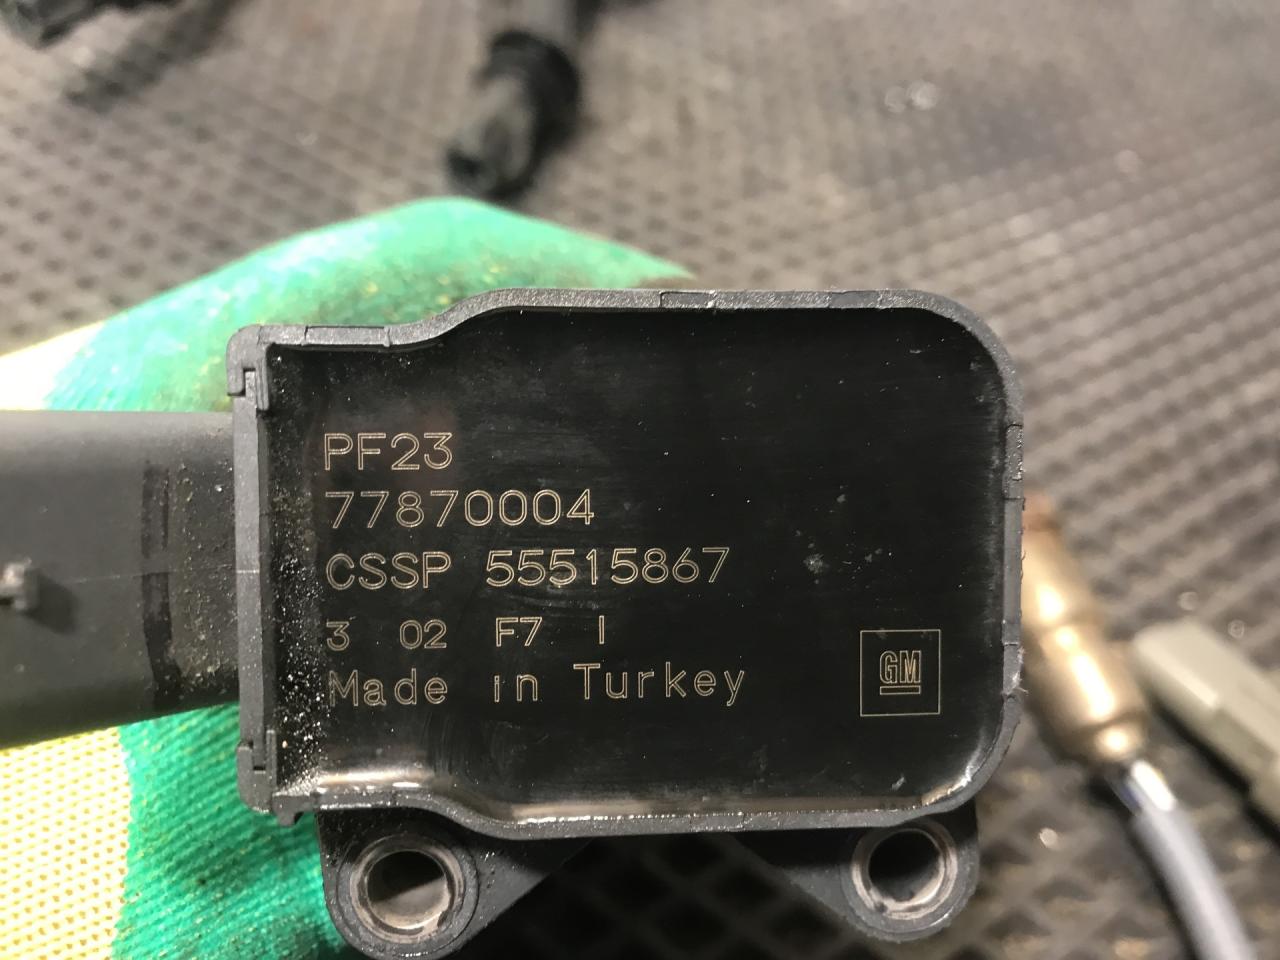 PF23
77870004
CSSP 55515867
3 02 F7 I
Made in Turkey
GM